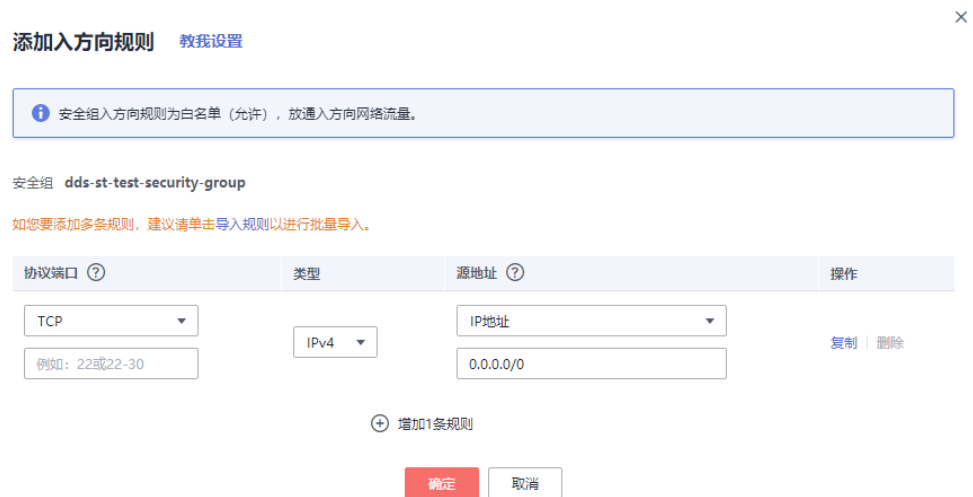 添加入方向规则 教我设置
安全组入方向规则为白名单（允许），放通入方向网络流量。
安全组 dds-st-test-security-group
如您要添加多条规则，建议请单击导入规则以进行批量导入。
协议端口 ? 类型 源地址 ? 操作
TCP IPv4 IP地址 复制 删除
例如：22或22-30 0.0.0.0/0
增加1条规则
确定 取消